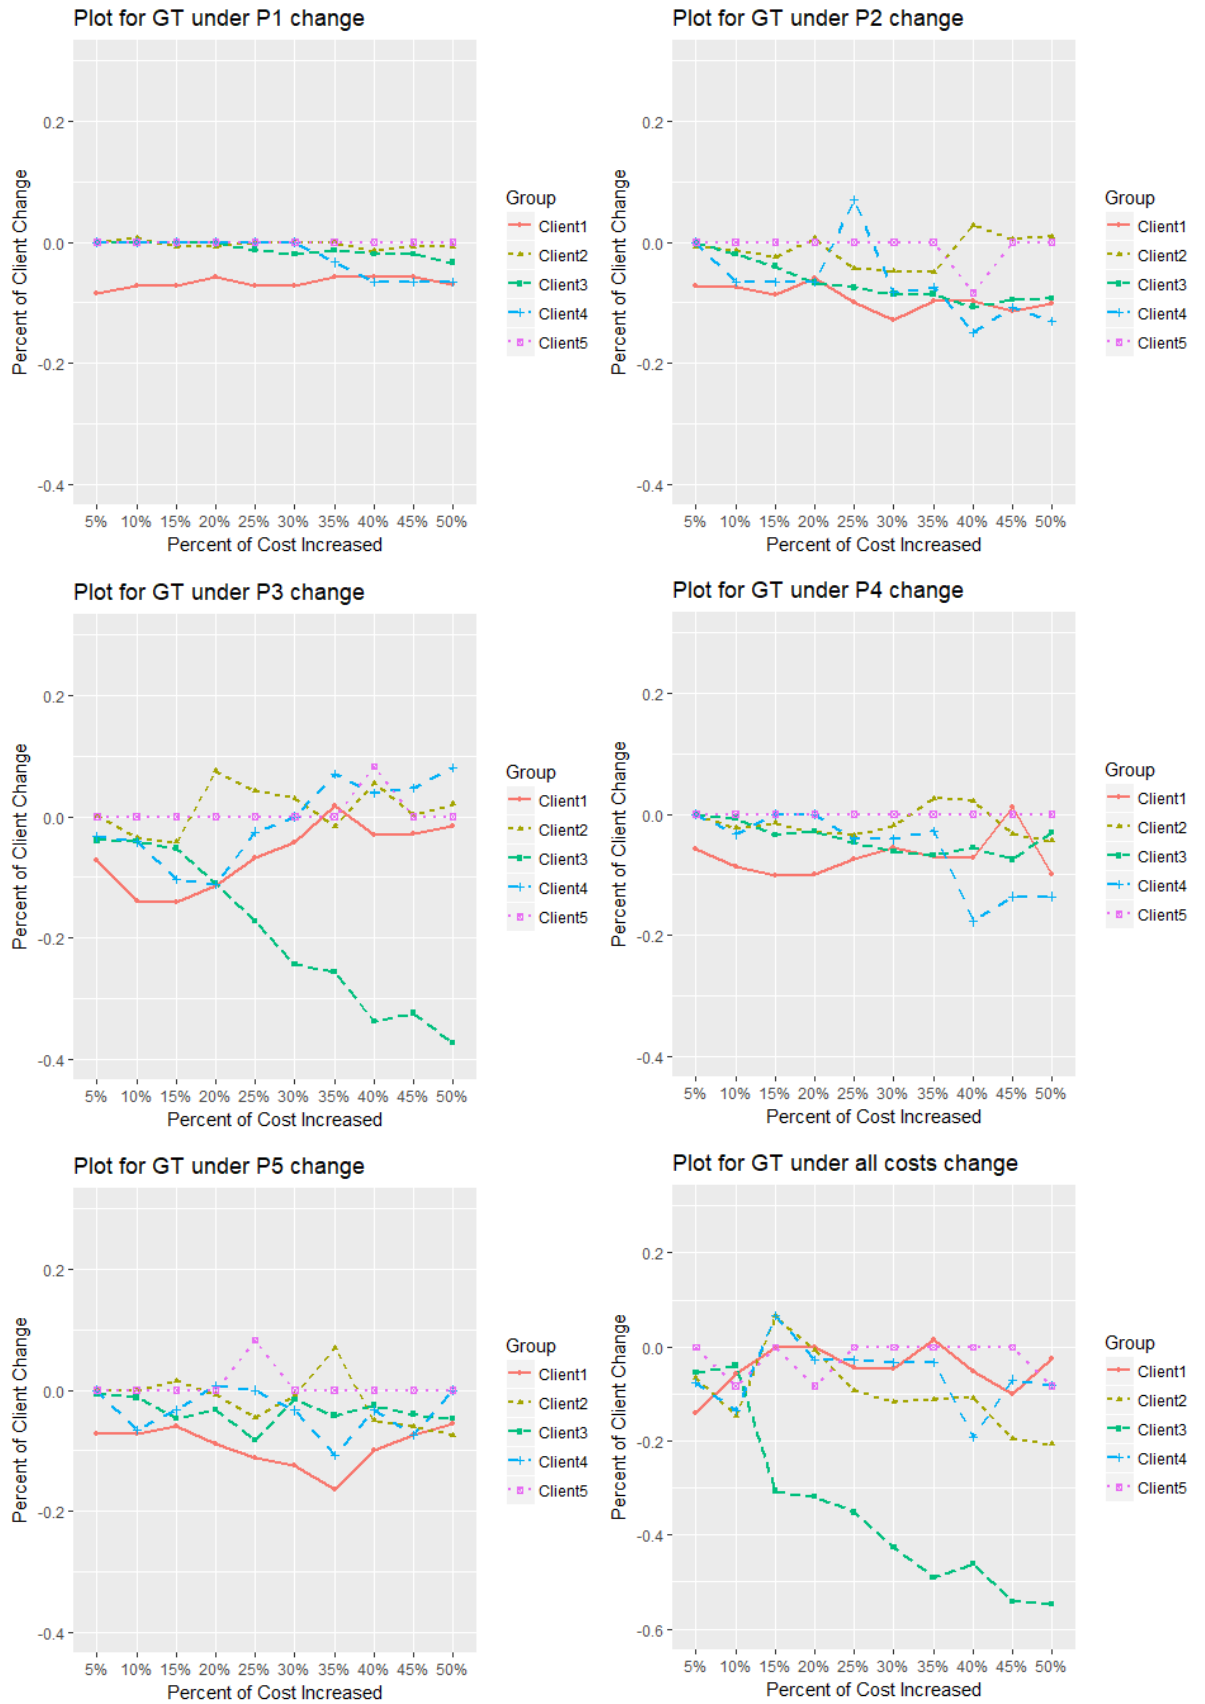 Plot for GT under P1 change
Percent of Client Change
0.2
0.0
-0.2
-0.4
5% 10% 15% 20% 25% 30% 35% 40% 45% 50%
Percent of Cost Increased
Group
Client1
Client2
Client3
Client4
Client5
Plot for GT under P2 change
Percent of Client Change
0.2
0.0
-0.2
-0.4
5% 10% 15% 20% 25% 30% 35% 40% 45% 50%
Percent of Cost Increased
Group
Client1
Client2
Client3
Client4
Client5
Plot for GT under P3 change
Percent of Client Change
0.2
0.0
-0.2
-0.4
5% 10% 15% 20% 25% 30% 35% 40% 45% 50%
Percent of Cost Increased
Group
Client1
Client2
Client3
Client4
Client5
Plot for GT under P4 change
Percent of Client Change
0.2
0.0
-0.2
-0.4
5% 10% 15% 20% 25% 30% 35% 40% 45% 50%
Percent of Cost Increased
Group
Client1
Client2
Client3
Client4
Client5
Plot for GT under P5 change
Percent of Client Change
0.2
0.0
-0.2
-0.4
5% 10% 15% 20% 25% 30% 35% 40% 45% 50%
Percent of Cost Increased
Group
Client1
Client2
Client3
Client4
Client5
Plot for GT under all costs change
Percent of Client Change
0.2
0.0
-0.2
-0.4
-0.6
5% 10% 15% 20% 25% 30% 35% 40% 45% 50%
Percent of Cost Increased
Group
Client1
Client2
Client3
Client4
Client5